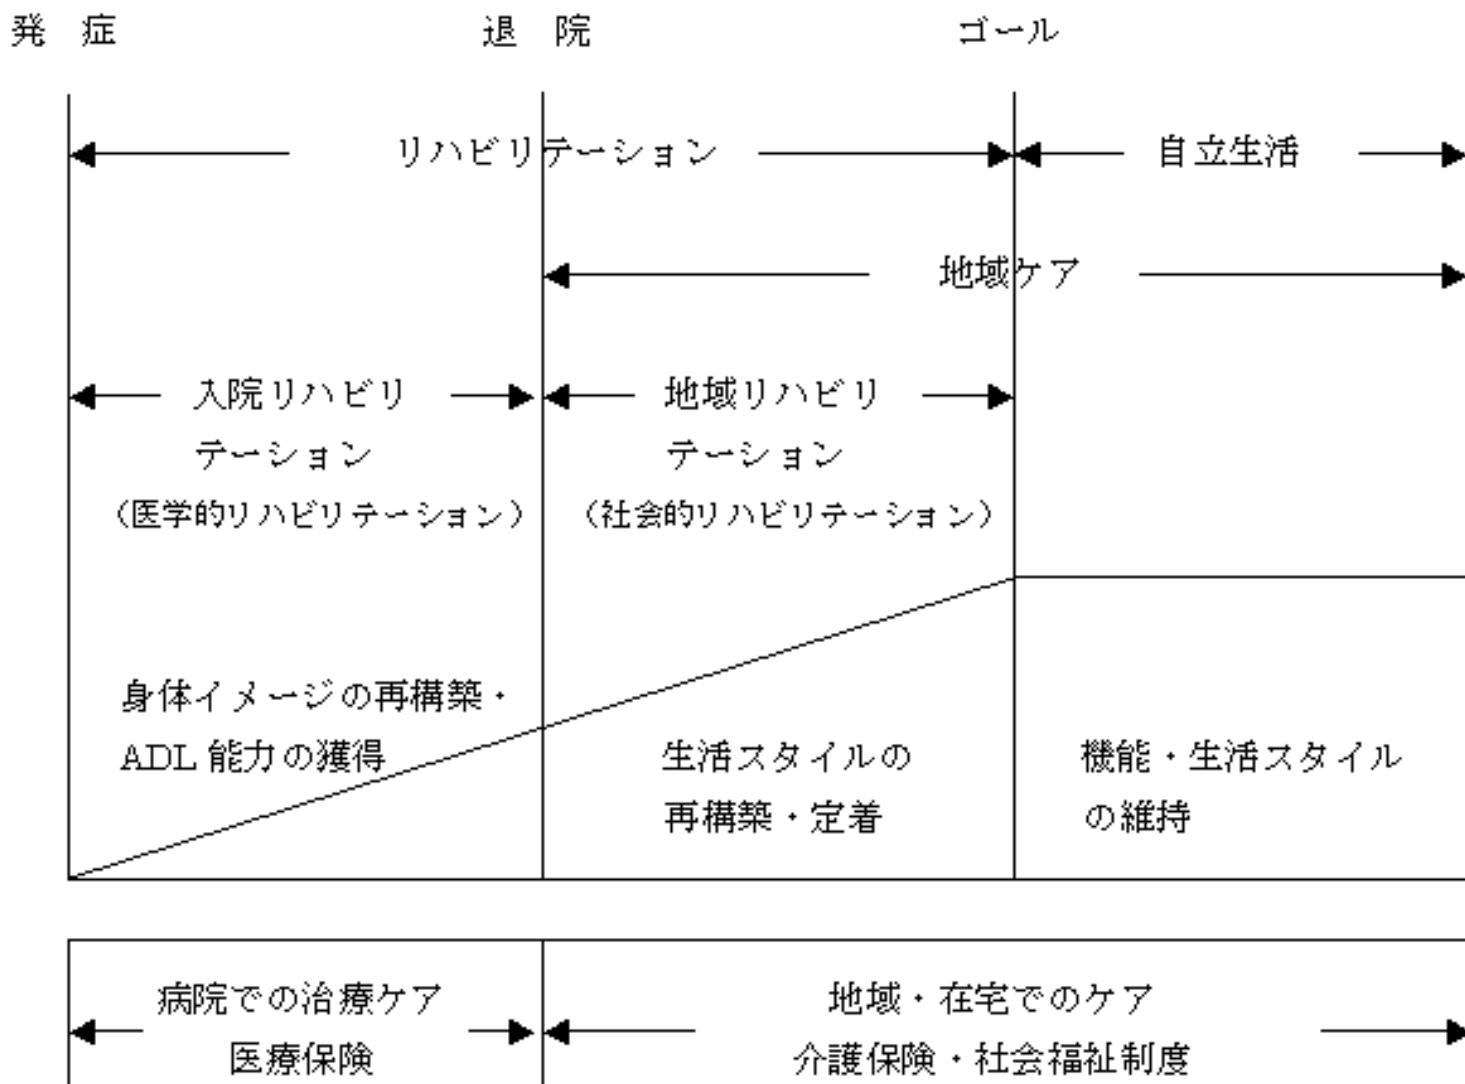 発 症 退 院 ゴール
リハビリテーション 自立生活
地域ケア
入院リハビリ 地域リハビリ
テーション テーション
(医学的リハビリテーション) (社会的リハビリテーション)
身体イメージの再構築・
ADL 能力の獲得 生活スタイルの 機能・生活スタイル
再構築・定着 の維持
病院での治療ケア 地域・在宅でのケア
医療保険 介護保険・社会福祉制度